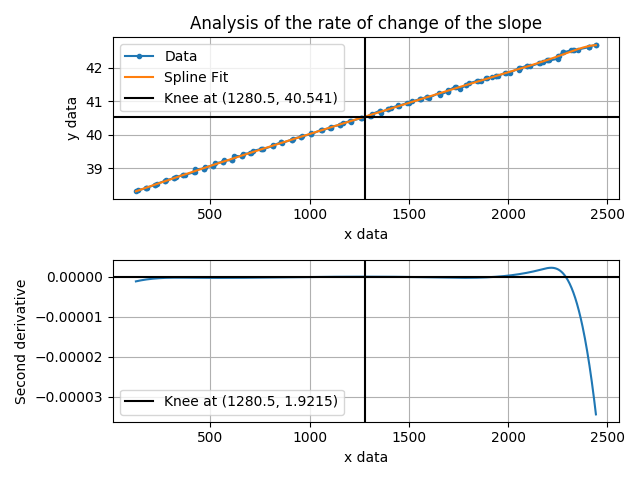 Analysis of the rate of change of the slope
Data
Spline Fit
Knee at (1280.5, 40.541)
42
41
40
39
y data
500 1000 1500 2000 2500
x data
0.00000
−0.00001
−0.00002
−0.00003
Second derivative
Knee at (1280.5, 1.9215)
500 1000 1500 2000 2500
x data